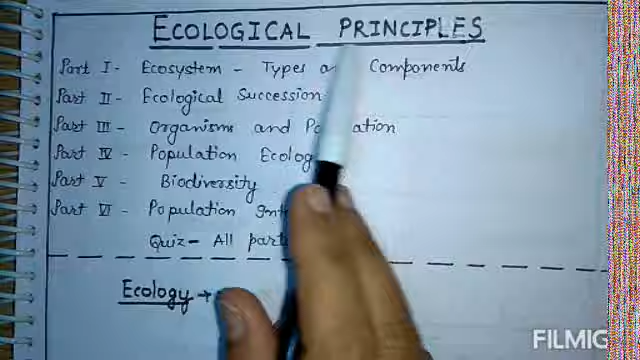 ECOLOGICAL PRINCIPLES
Part I - Ecosystem - Types Components
Part II - Ecological Succession
Part III - Organisms and
Part IV - Population
Part V - Biodiversity
Part VI - Population
Quiz - All
Ecology →
FILMIG